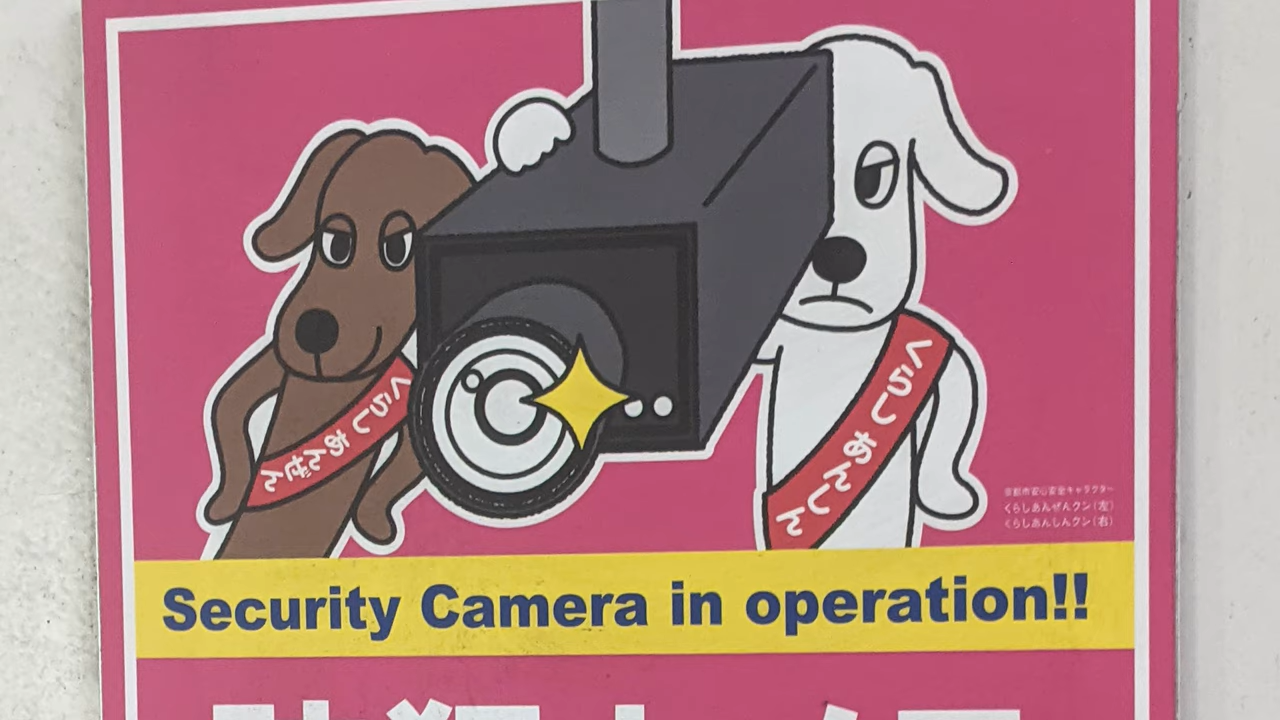 くらしあんぜん
くらしあんしん
京都市安心安全キャラクター
くらしあんぜんクン（左）
くらしあんしんクン（右）
Security Camera in operation!!